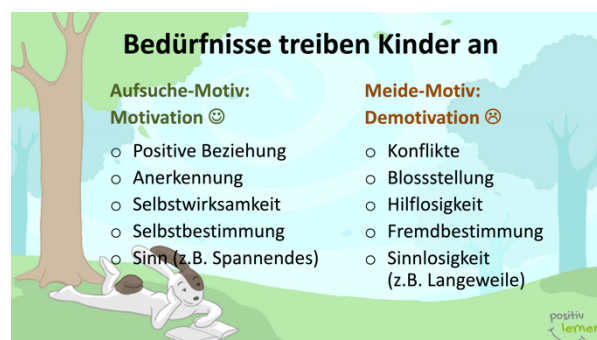 Bedürfnisse treiben Kinder an
Aufsuche-Motiv:
Motivation ☺
o Positive Beziehung
o Anerkennung
o Selbstwirksamkeit
o Selbstbestimmung
o Sinn (z.B. Spannendes)
Meide-Motiv:
Demotivation ☹
o Konflikte
o Blossstellung
o Hilflosigkeit
o Fremdbestimmung
o Sinnlosigkeit
(z.B. Langeweile)
positiv
lernen